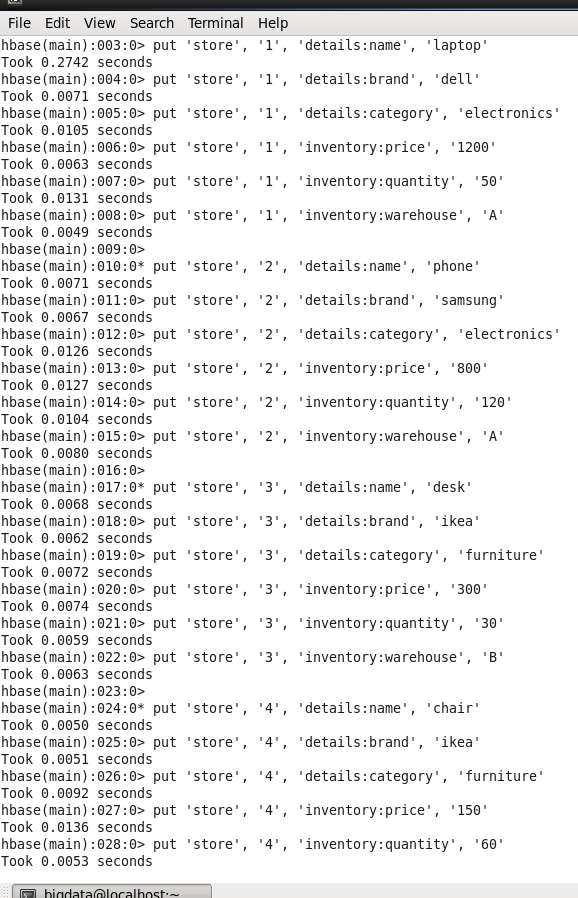 File Edit View Search Terminal Help
hbase(main):003:0> put 'store', '1', 'details:name', 'laptop'
Took 0.2742 seconds
hbase(main):004:0> put 'store', '1', 'details:brand', 'dell'
Took 0.0071 seconds
hbase(main):005:0> put 'store', '1', 'details:category', 'electronics'
Took 0.0105 seconds
hbase(main):006:0> put 'store', '1', 'inventory:price', '1200'
Took 0.0063 seconds
hbase(main):007:0> put 'store', '1', 'inventory:quantity', '50'
Took 0.0131 seconds
hbase(main):008:0> put 'store', '1', 'inventory:warehouse', 'A'
Took 0.0049 seconds
hbase(main):009:0>
hbase(main):010:0* put 'store', '2', 'details:name', 'phone'
Took 0.0071 seconds
hbase(main):011:0> put 'store', '2', 'details:brand', 'samsung'
Took 0.0067 seconds
hbase(main):012:0> put 'store', '2', 'details:category', 'electronics'
Took 0.0126 seconds
hbase(main):013:0> put 'store', '2', 'inventory:price', '800'
Took 0.0127 seconds
hbase(main):014:0> put 'store', '2', 'inventory:quantity', '120'
Took 0.0104 seconds
hbase(main):015:0> put 'store', '2', 'inventory:warehouse', 'A'
Took 0.0080 seconds
hbase(main):016:0>
hbase(main):017:0* put 'store', '3', 'details:name', 'desk'
Took 0.0068 seconds
hbase(main):018:0> put 'store', '3', 'details:brand', 'ikea'
Took 0.0062 seconds
hbase(main):019:0> put 'store', '3', 'details:category', 'furniture'
Took 0.0072 seconds
hbase(main):020:0> put 'store', '3', 'inventory:price', '300'
Took 0.0074 seconds
hbase(main):021:0> put 'store', '3', 'inventory:quantity', '30'
Took 0.0059 seconds
hbase(main):022:0> put 'store', '3', 'inventory:warehouse', 'B'
Took 0.0063 seconds
hbase(main):023:0>
hbase(main):024:0* put 'store', '4', 'details:name', 'chair'
Took 0.0050 seconds
hbase(main):025:0> put 'store', '4', 'details:brand', 'ikea'
Took 0.0051 seconds
hbase(main):026:0> put 'store', '4', 'details:category', 'furniture'
Took 0.0092 seconds
hbase(main):027:0> put 'store', '4', 'inventory:price', '150'
Took 0.0136 seconds
hbase(main):028:0> put 'store', '4', 'inventory:quantity', '60'
Took 0.0053 seconds
bigdata@localhost:~